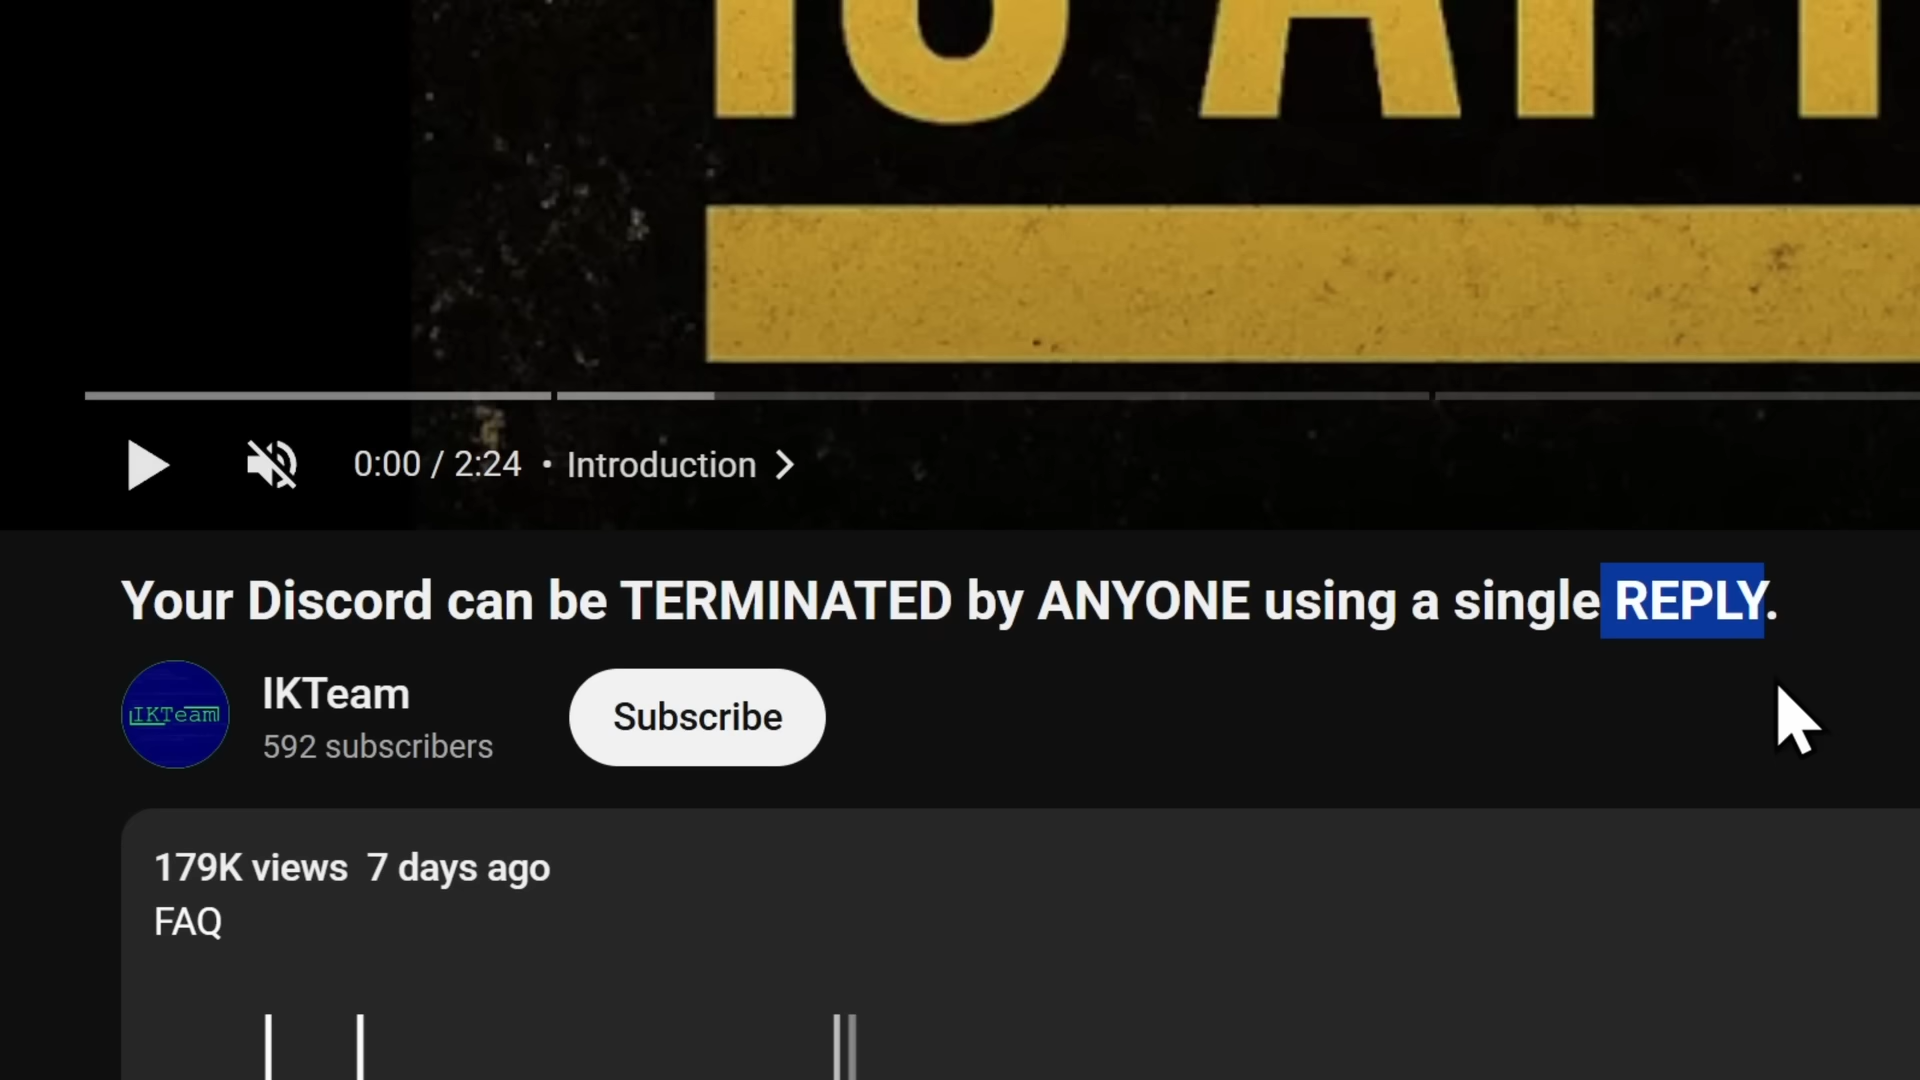 0:00 / 2:24 • Introduction
Your Discord can be TERMINATED by ANYONE using a single REPLY.
IKTeam
IKTeam
592 subscribers
Subscribe
179K views 7 days ago
FAQ